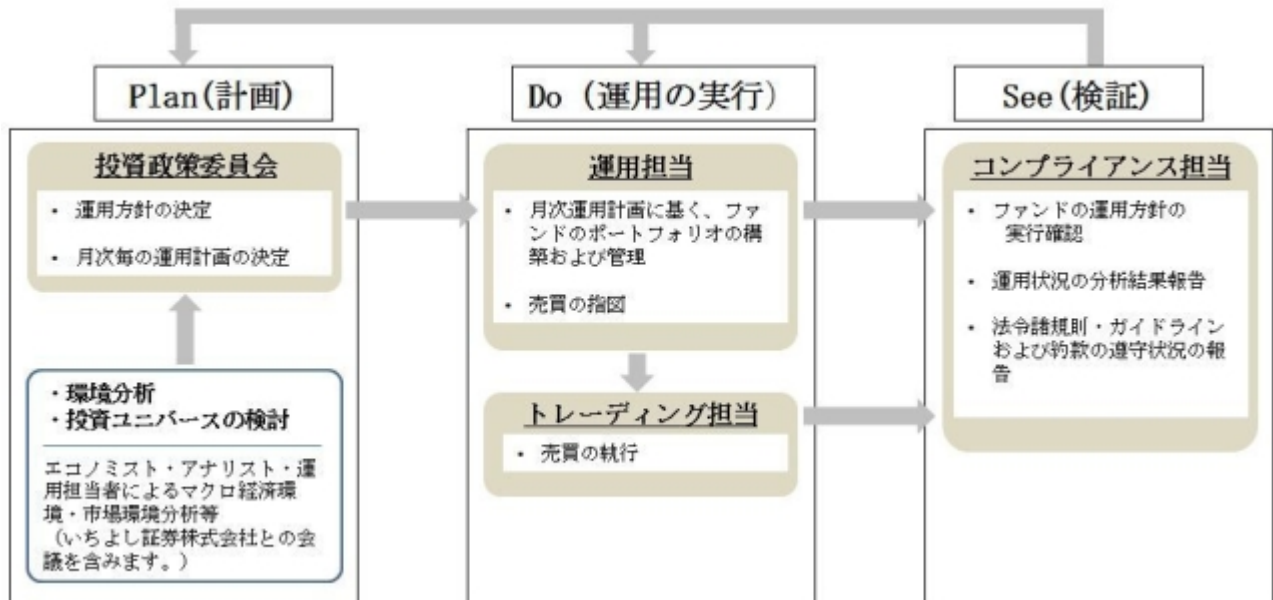 Plan(計画)
投資政策委員会
・ 運用方針の決定
・ 月次毎の運用計画の決定
・環境分析
・投資ユニバースの検討
エコノミスト・アナリスト・運
用担当者によるマクロ経済環
境・市場環境分析等
（いちよし証券株式会社との会
議を含みます。）
Do（運用の実行）
運用担当
・ 月次運用計画に基く、ファ
ンドのポートフォリオの構
築および管理
・ 売買の指図
トレーディング担当
・ 売買の執行
See(検証)
コンプライアンス担当
・ ファンドの運用方針の
実行確認
・ 運用状況の分析結果報告
・ 法令諸規則・ガイドライン
および約款の遵守状況の報
告